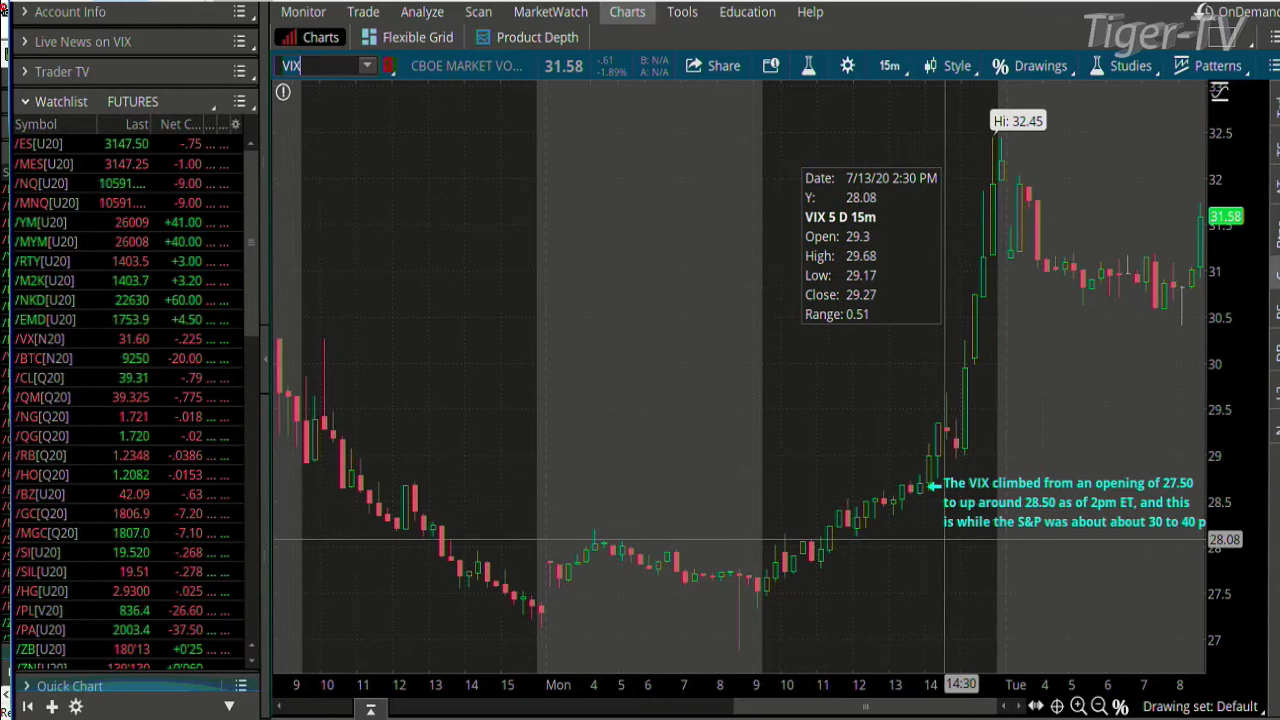 Account Info
Live News on VIX
Trader TV
Watchlist FUTURES
Symbol Last Net C... ... ...
/ES[U20] 3147.50 -.75 ... ...
/MES[U20] 3147.25 -1.00 ... ...
/NQ[U20] 10591.... -9.00 ... ...
/MNQ[U20] 10591.... -9.00 ... ...
/YM[U20] 26009 +41.00 ... ...
/MYM[U20] 26008 +40.00 ... ...
/RTY[U20] 1403.5 +3.00 ... ...
/M2K[U20] 1403.7 +3.20 ... ...
/NKD[U20] 22630 +60.00 ... ...
/EMD[U20] 1753.9 +4.50 ... ...
/VX[N20] 31.60 -.225 ... ...
/BTC[N20] 9250 -20.00 ... ...
/CL[Q20] 39.31 -.79 ... ...
/QM[Q20] 39.325 -.775 ... ...
/NG[Q20] 1.721 -.018 ... ...
/QG[Q20] 1.720 -.02 ... ...
/RB[Q20] 1.2348 -.0386 ... ...
/HO[Q20] 1.2082 -.0153 ... ...
/BZ[U20] 42.09 -.63 ... ...
/GC[Q20] 1806.9 -7.20 ... ...
/MGC[Q20] 1807.0 -7.10 ... ...
/SI[U20] 19.520 -.268 ... ...
/SIL[U20] 19.51 -.278 ... ...
/HG[U20] 2.9300 -.025 ... ...
/PL[V20] 836.4 -26.60 ... ...
/PA[U20] 2003.4 -37.50 ... ...
/ZB[U20] 180'13 +0'25 ... ...
/ZN[U20] 139'130 +0'060 ... ...
Quick Chart
Monitor Trade Analyze Scan MarketWatch Charts Tools Education Help
OnDemand
Tiger-TV
Charts Flexible Grid Product Depth
VIX CBOE MARKET VO... 31.58 -.61 B: N/A
-1.89% A: N/A
Share 15m Style % Drawings Studies Patterns
Hi: 32.45
Date: 7/13/20 2:30 PM
Y: 28.08
VIX 5 D 15m
Open: 29.3
High: 29.68
Low: 29.17
Close: 29.27
Range: 0.51
The VIX climbed from an opening of 27.50
to up around 28.50 as of 2pm ET, and this
is while the S&P was about about 30 to 40 p
33
32.5
32
31.58
31.5
31
30.5
30
29.5
29
28.5
28.08
28
27.5
27
9 10 11 12 13 14 15 Mon 4 5 6 7 8 9 10 11 12 13 14 14:30 Tue 4 5 6 7 8
% Drawing set: Default